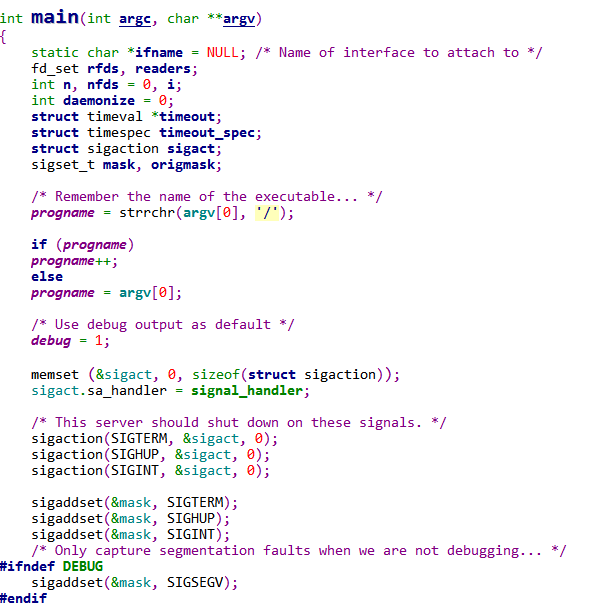 int main(int argc, char **argv)
{
    static char *ifname = NULL; /* Name of interface to attach to */
    fd_set rfds, readers;
    int n, nfds = 0, i;
    int daemonize = 0;
    struct timeval *timeout;
    struct timespec timeout_spec;
    struct sigaction sigact;
    sigset_t mask, origmask;

    /* Remember the name of the executable... */
    progname = strrchr(argv[0], '/');

    if (progname)
    progname++;
    else
    progname = argv[0];

    /* Use debug output as default */
    debug = 1;

    memset (&sigact, 0, sizeof(struct sigaction));
    sigact.sa_handler = signal_handler;

    /* This server should shut down on these signals. */
    sigaction(SIGTERM, &sigact, 0);
    sigaction(SIGHUP, &sigact, 0);
    sigaction(SIGINT, &sigact, 0);

    sigaddset(&mask, SIGTERM);
    sigaddset(&mask, SIGHUP);
    sigaddset(&mask, SIGINT);
    /* Only capture segmentation faults when we are not debugging... */
#ifndef DEBUG
    sigaddset(&mask, SIGSEGV);
#endif